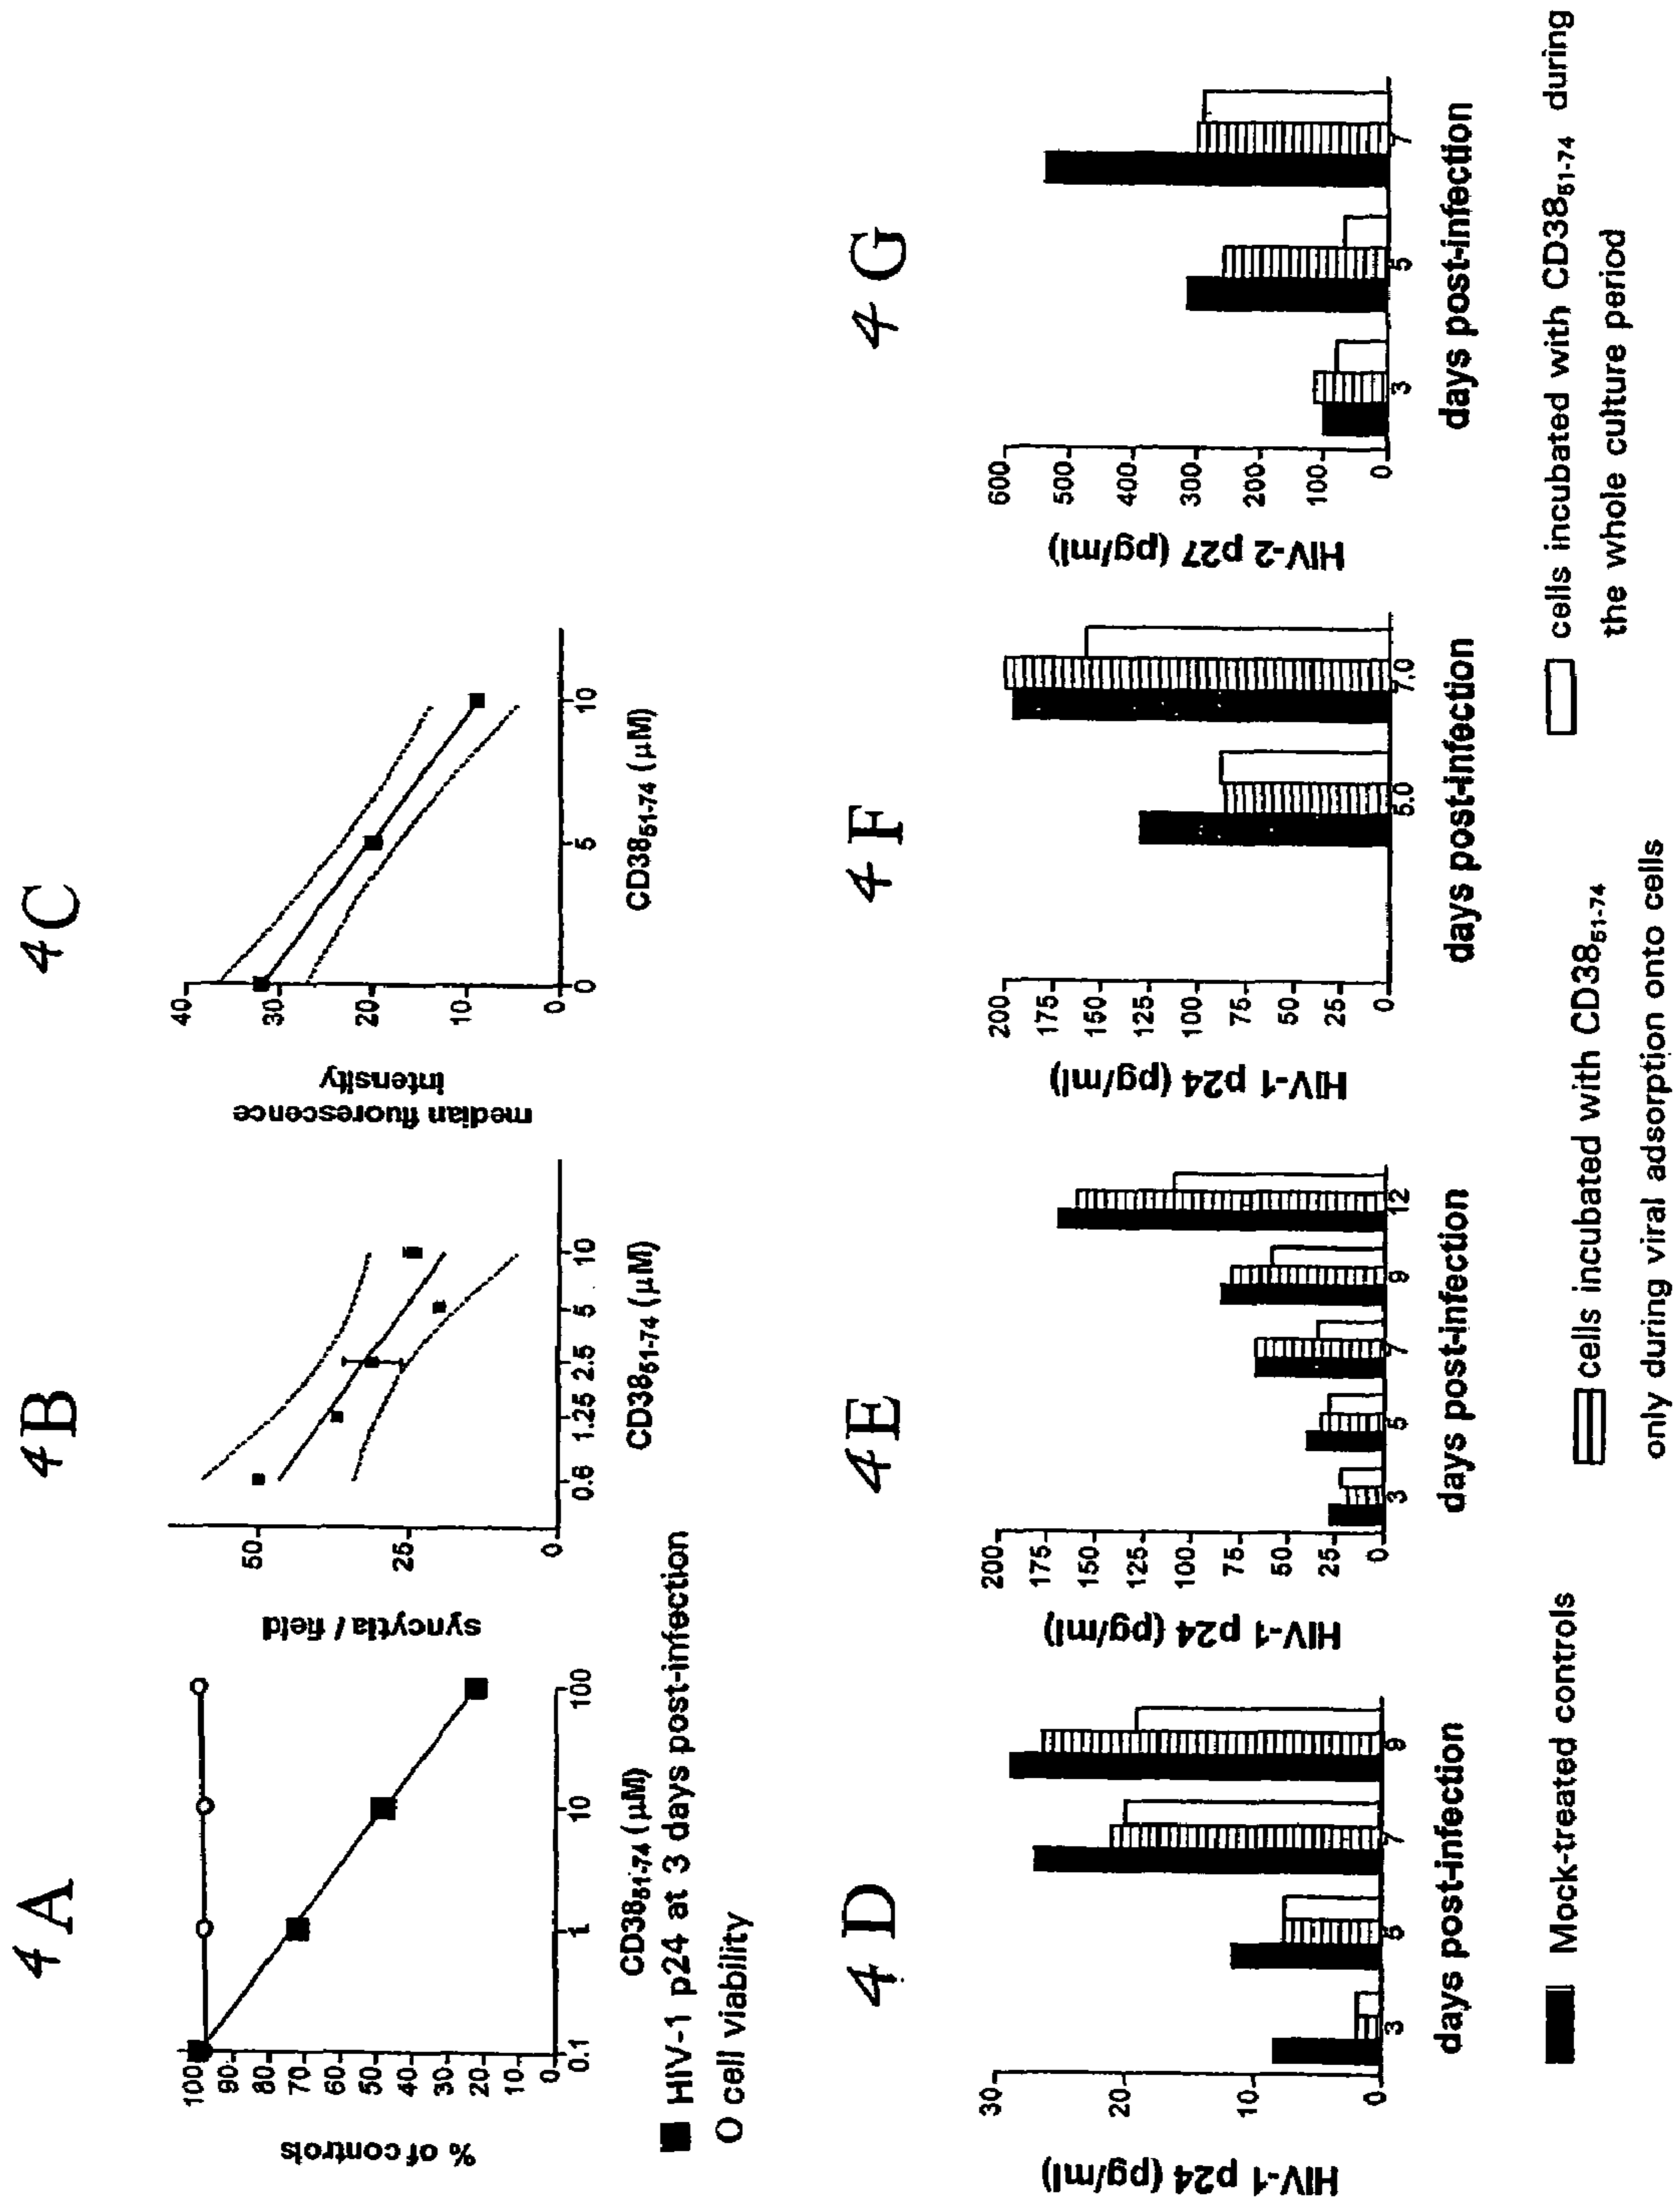 4A
% of controls
100
90
80
70
60
50
40
30
20
10
0
0.1
1
10
100
CD38₅₁₋₇₄ (μM)
■ HIV-1 p24 at 3 days post-infection
O cell viability
4B
syncytia / field
50
25
0
0.6
1.25
2.5
5
10
CD38₅₁₋₇₄ (μM)
4C
median fluorescence
intensity
40
30
20
10
0
0
5
10
CD38₅₁₋₇₄ (μM)
4D
HIV-1 p24 (pg/ml)
30
20
10
0
3
5
7
9
days post-infection
4E
HIV-1 p24 (pg/ml)
200
175
150
125
100
75
50
25
0
3
5
7
9
12
days post-infection
4F
HIV-1 p24 (pg/ml)
200
175
150
125
100
75
50
25
0
5.0
7.0
days post-infection
4G
HIV-2 p27 (pg/ml)
600
500
400
300
200
100
0
3
5
7
days post-infection
Mock-treated controls
cells incubated with CD38₅₁₋₇₄
only during viral adsorption onto cells
cells incubated with CD38₅₁₋₇₄ during
the whole culture period